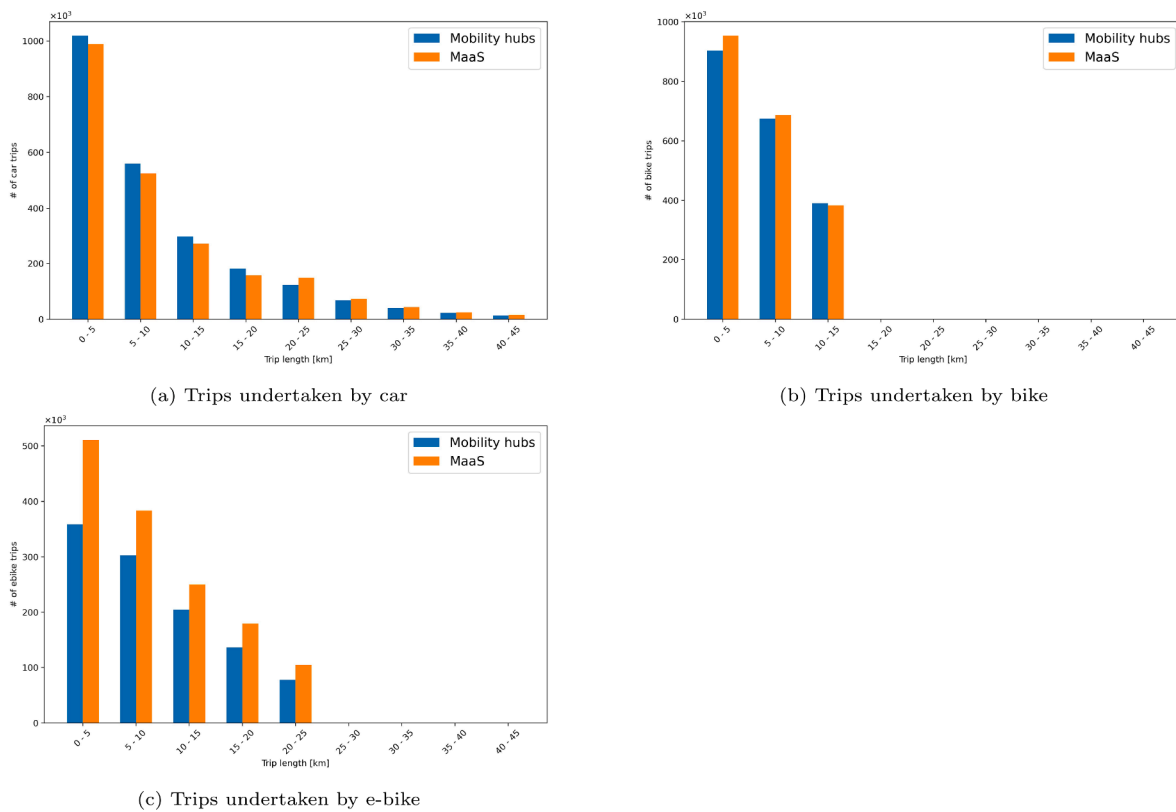 ×10³
1000
800
600
400
200
0
# of car trips
Mobility hubs
MaaS
0 - 5
5 - 10
10 - 15
15 - 20
20 - 25
25 - 30
30 - 35
35 - 40
40 - 45
Trip length [km]
(a) Trips undertaken by car
×10³
1000
800
600
400
200
0
# of bike trips
Mobility hubs
MaaS
0 - 5
5 - 10
10 - 15
15 - 20
20 - 25
25 - 30
30 - 35
35 - 40
40 - 45
Trip length [km]
(b) Trips undertaken by bike
×10³
500
400
300
200
100
0
# of ebike trips
Mobility hubs
MaaS
0 - 5
5 - 10
10 - 15
15 - 20
20 - 25
25 - 30
30 - 35
35 - 40
40 - 45
Trip length [km]
(c) Trips undertaken by e-bike